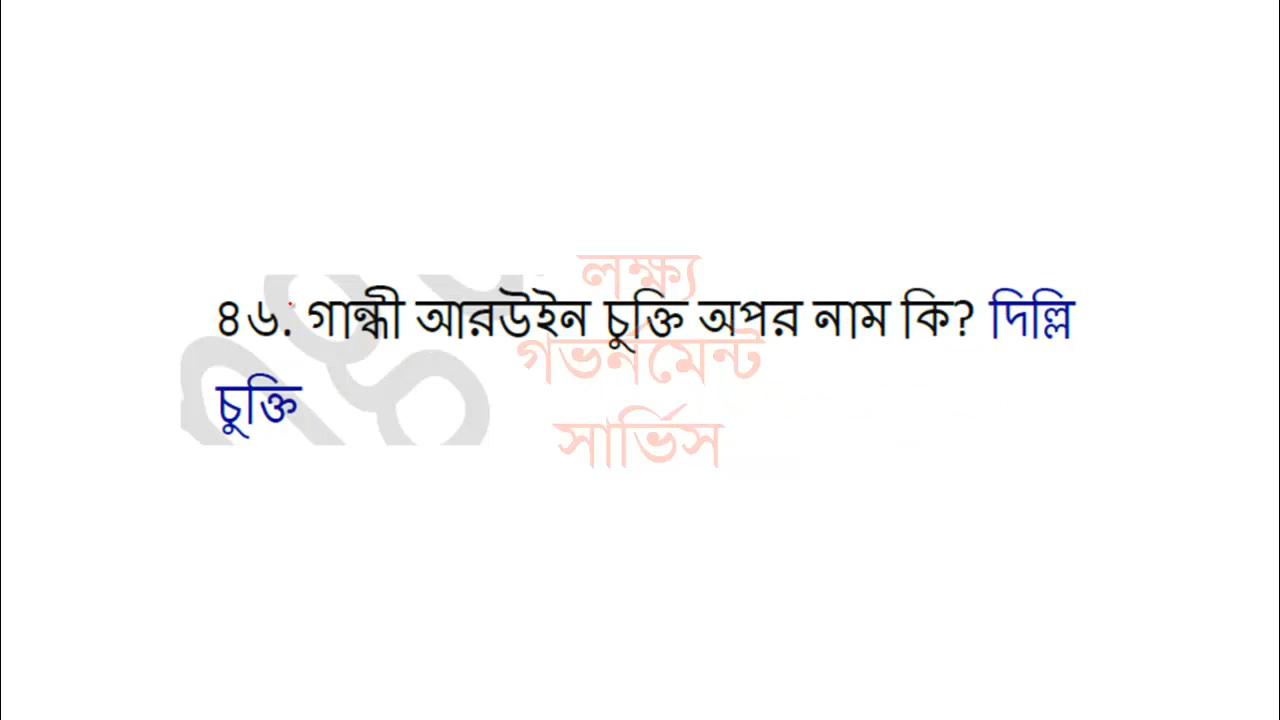 ৪৬. গান্ধী আরউইন চুক্তি অপর নাম কি? দিল্লি
চুক্তি
লক্ষ্য
গভর্নমেন্ট
সার্ভিস